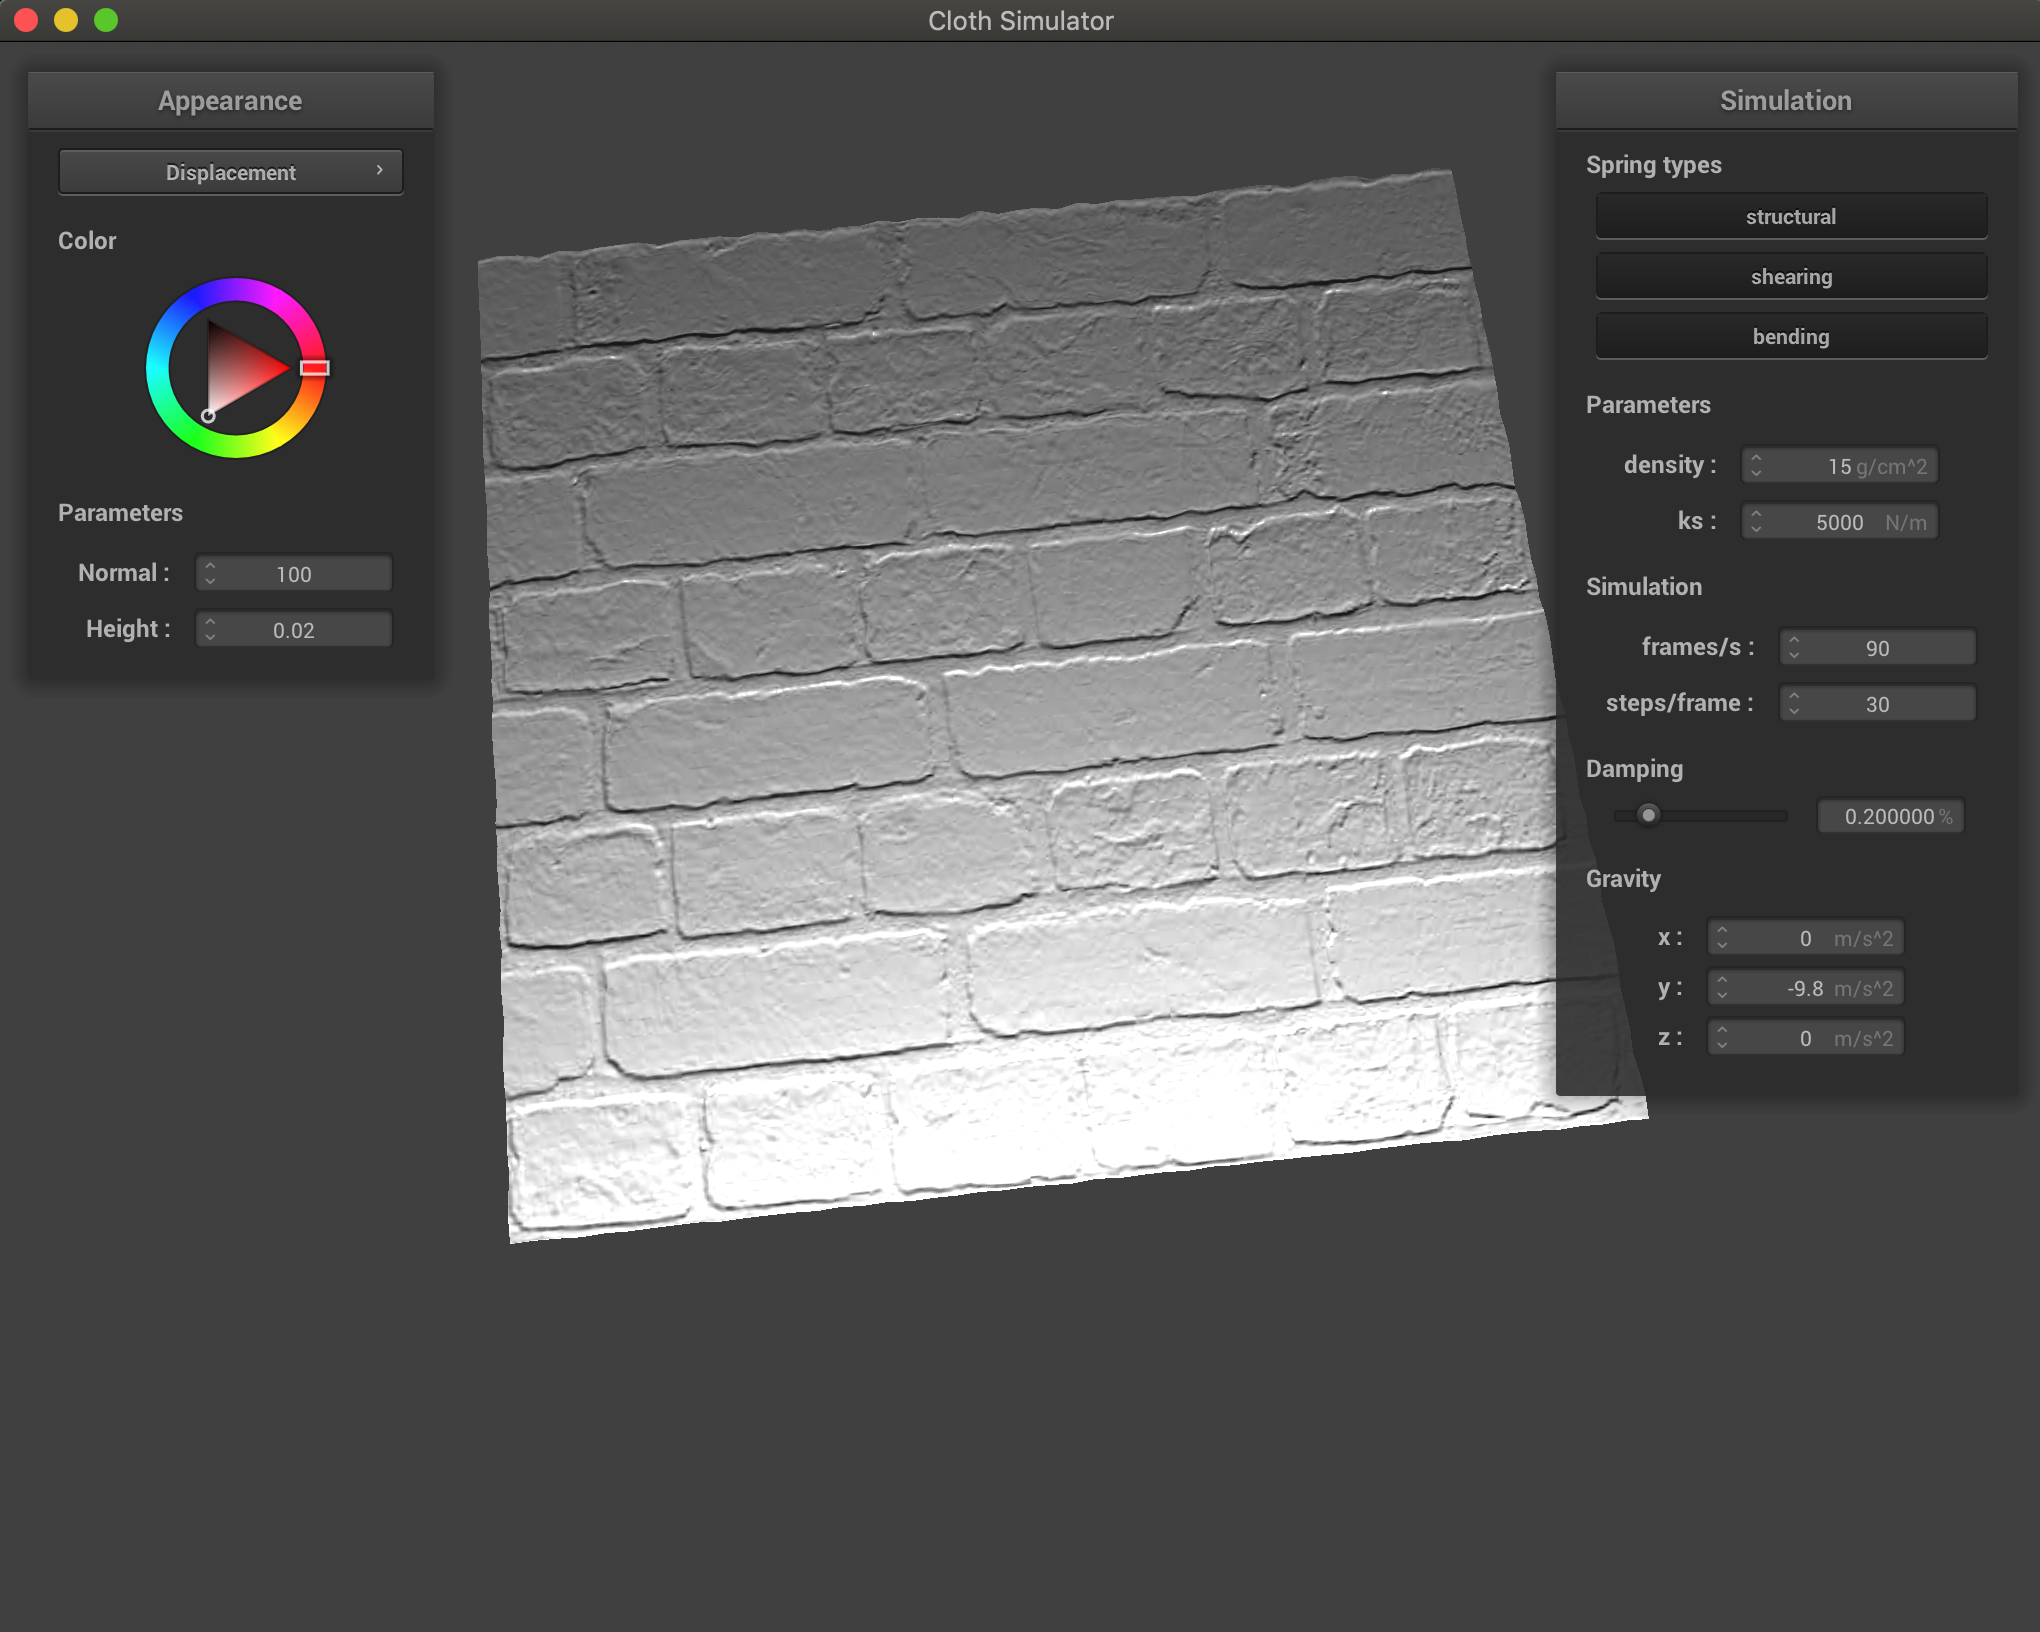 Cloth Simulator
Appearance
Displacement
Color
Parameters
Normal : 100
Height : 0.02
Simulation
Spring types
structural
shearing
bending
Parameters
density : 15 g/cm^2
ks : 5000 N/m
Simulation
frames/s : 90
steps/frame : 30
Damping
0.200000 %
Gravity
x : 0 m/s^2
y : -9.8 m/s^2
z : 0 m/s^2